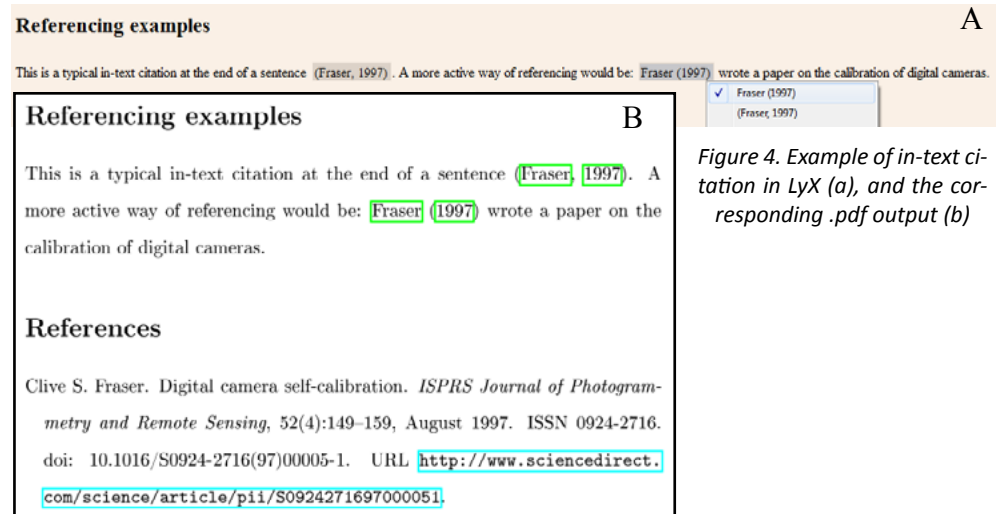 Referencing examples
A
This is a typical in-text citation at the end of a sentence (Fraser, 1997) . A more active way of referencing would be: Fraser (1997) wrote a paper on the calibration of digital cameras.
✓ Fraser (1997)
(Fraser, 1997)
Referencing examples
B
This is a typical in-text citation at the end of a sentence (Fraser, 1997). A
more active way of referencing would be: Fraser (1997) wrote a paper on the
calibration of digital cameras.
References
Clive S. Fraser. Digital camera self-calibration. ISPRS Journal of Photogram-
metry and Remote Sensing, 52(4):149–159, August 1997. ISSN 0924-2716.
doi: 10.1016/S0924-2716(97)00005-1. URL http://www.sciencedirect.
com/science/article/pii/S0924271697000051.
Figure 4. Example of in-text ci-
tation in LyX (a), and the cor-
responding .pdf output (b)